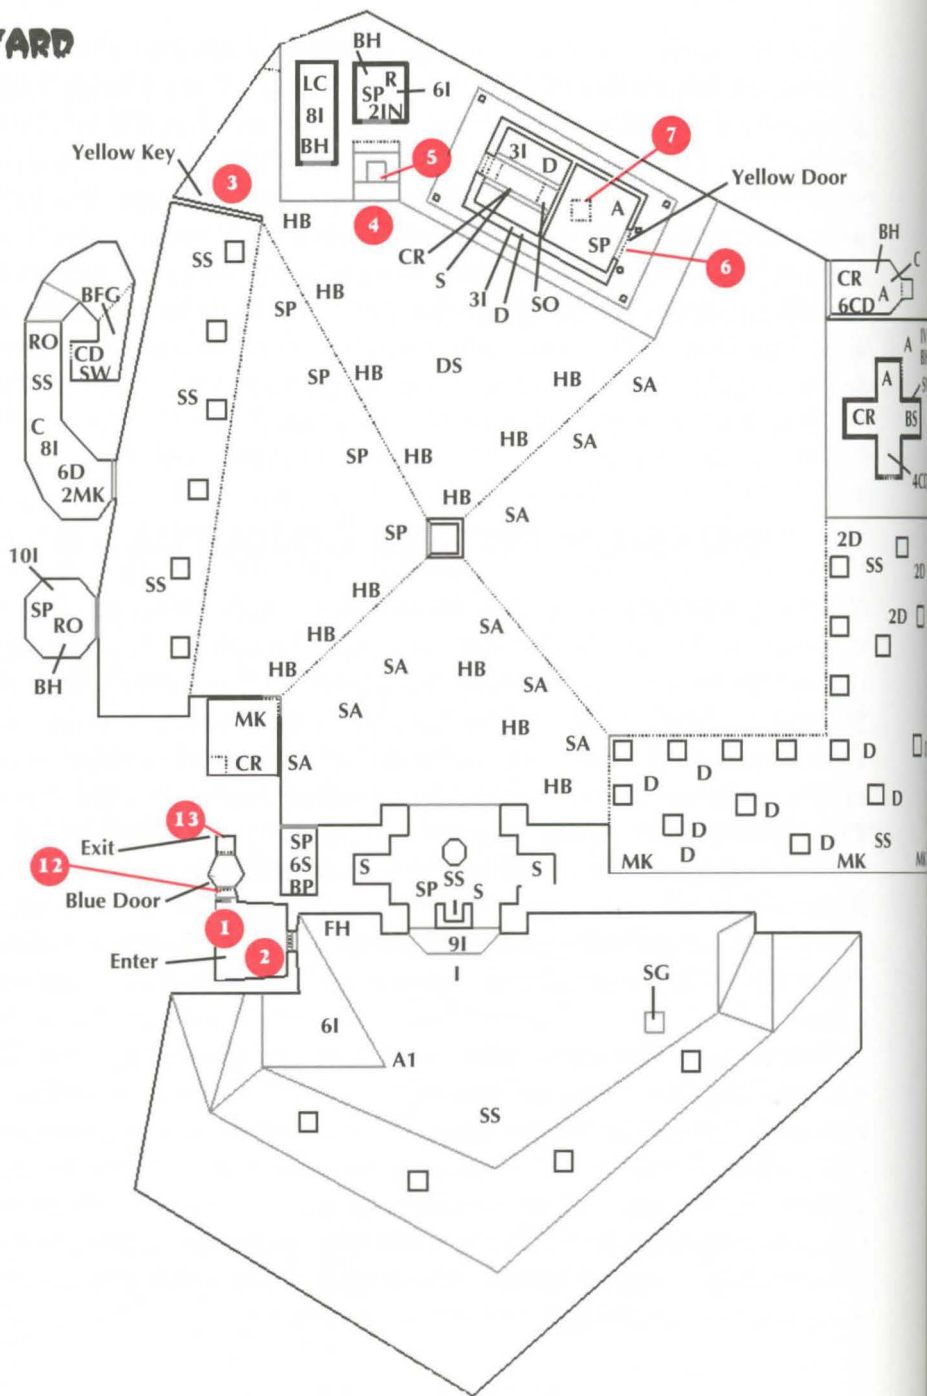 BH
LC
R
SP
6I
8I
2IN
BH
Yellow Key
3
5
3I
D
7
Yellow Door
A
SP
HB
4
CR
S
3I
D
SO
6
BH
C
CR
A
6CD
SS
HB
SP
BFG
RO
CD
SW
SS
SS
SP
HB
DS
HB
SA
A
A
CR
BS
4CD
C
8I
6D
2MK
SP
HB
HB
SA
HB
SA
SP
10I
SP
RO
BH
SS
2D
SS
2D
2D
HB
HB
SA
HB
SA
HB
SA
MK
CR
SA
SA
HB
SA
HB
D
D
D
D
D
D
D
D
SS
MK
MK
13
Exit
12
Blue Door
1
Enter
2
SP
6S
BP
S
SS
SP
S
S
9I
I
FH
6I
A1
SG
SS